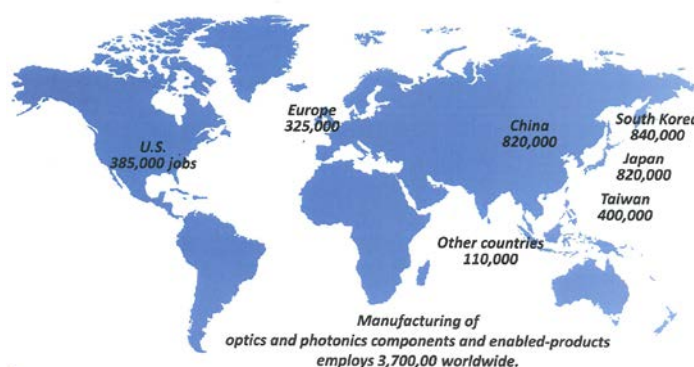 U.S.
385,000 jobs
Europe
325,000
China
820,000
South Korea
840,000
Japan
820,000
Taiwan
400,000
Other countries
110,000
Manufacturing of
optics and photonics components and enabled-products
employs 3,700,00 worldwide.